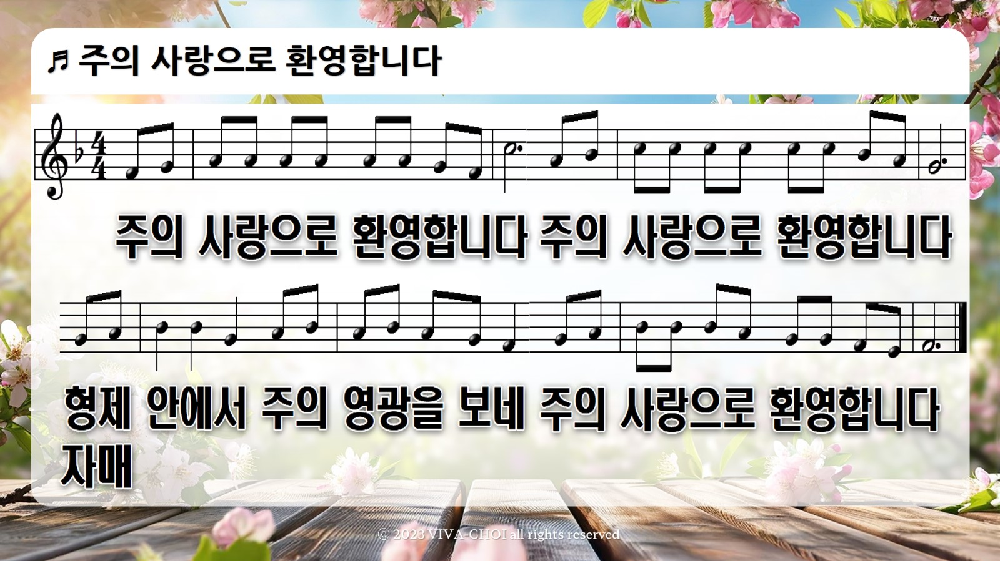 ♬ 주의 사랑으로 환영합니다
주의 사랑으로 환영합니다 주의 사랑으로 환영합니다
형제 안에서 주의 영광을 보네 주의 사랑으로 환영합니다
자매
© 2023 VIVA-CHOI all rights reserved